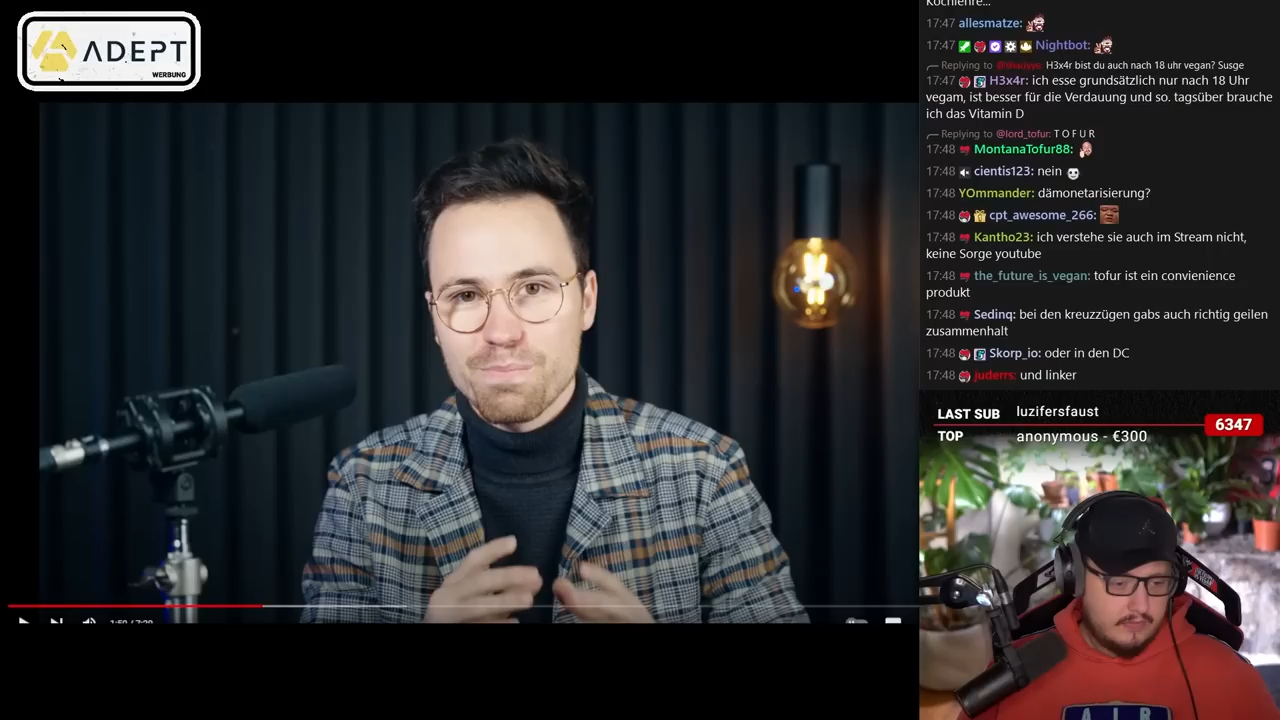 ADEPT
WERBUNG
Kochlehre...
17:47 allesmatze:
17:47 Nightbot:
Replying to H3x4r bist du auch nach 18 uhr vegan? Susge
17:47 H3x4r: ich esse grundsätzlich nur nach 18 Uhr
vegam, ist besser für die Verdauung und so. tagsüber brauche
ich das Vitamin D
Replying to @lord_tofur: T O F U R
17:48 MontanaTofur88:
17:48 cientis123: nein
17:48 YOmmander: dämonetarisierung?
17:48 cpt_awesome_266:
17:48 Kantho23: ich verstehe sie auch im Stream nicht,
keine Sorge youtube
17:48 the_future_is_vegan: tofur ist ein convienience
produkt
17:48 Sedinq: bei den kreuzzügen gabs auch richtig geilen
zusammenhalt
17:48 Skorp_io: oder in den DC
17:48 juderrs: und linker
LAST SUB luzifersfaust
6347
TOP anonymous - €300